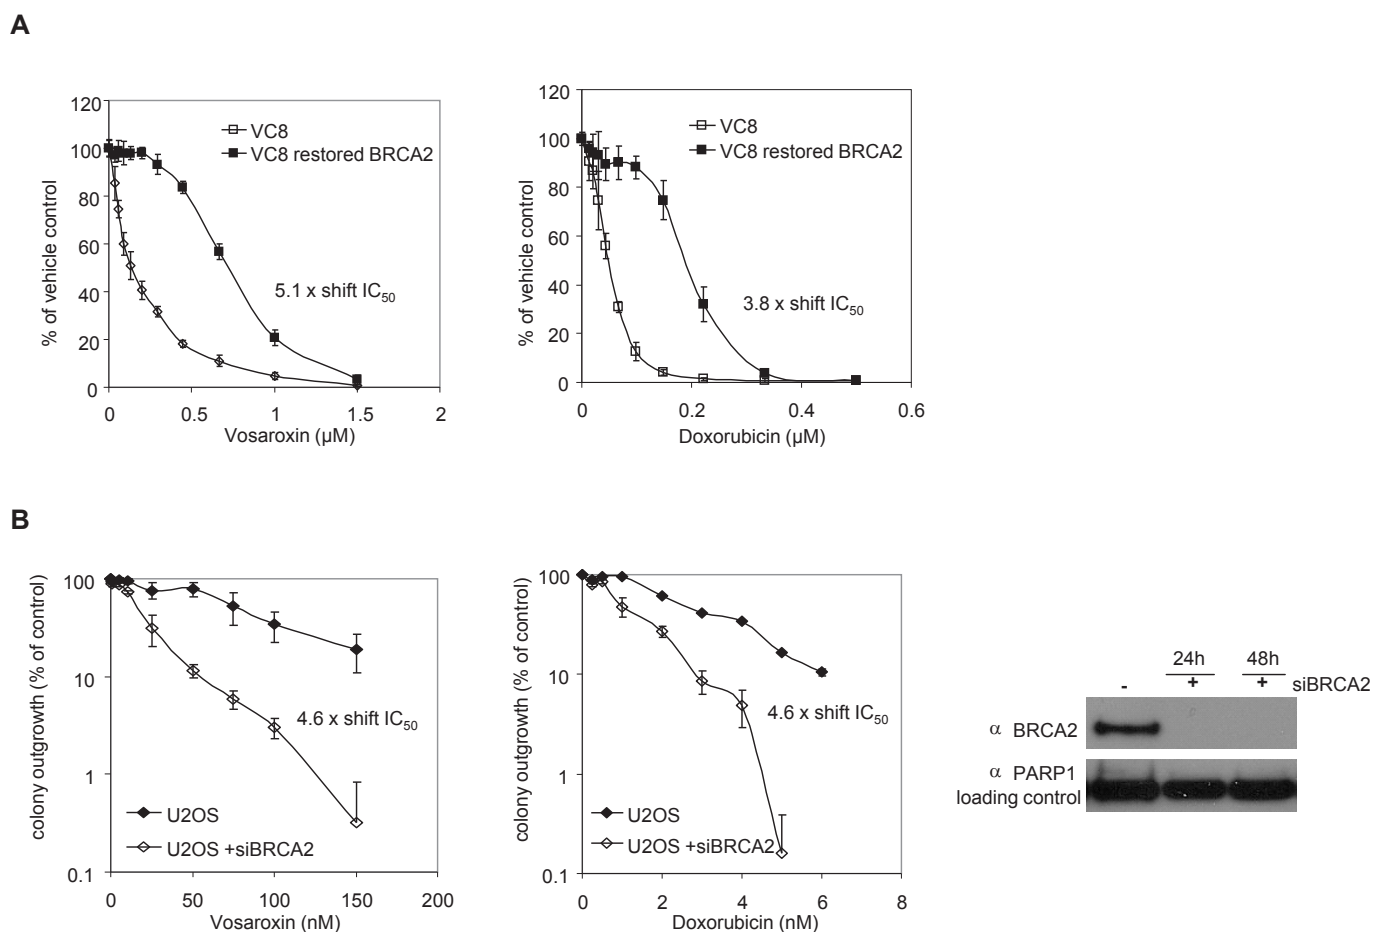 A
120
100
80
60
40
20
0
% of vehicle control
VC8
VC8 restored BRCA2
5.1 x shift IC50
0 0.5 1 1.5 2
Vosaroxin (µM)
120
100
80
60
40
20
0
% of vehicle control
VC8
VC8 restored BRCA2
3.8 x shift IC50
0 0.2 0.4 0.6
Doxorubicin (µM)
B
100
10
1
0.1
colony outgrowth (% of control)
4.6 x shift IC50
U2OS
U2OS +siBRCA2
0 50 100 150 200
Vosaroxin (nM)
100
10
1
0.1
colony outgrowth (% of control)
4.6 x shift IC50
U2OS
U2OS +siBRCA2
0 2 4 6 8
Doxorubicin (nM)
24h 48h
- + + siBRCA2
α BRCA2
α PARP1
loading control